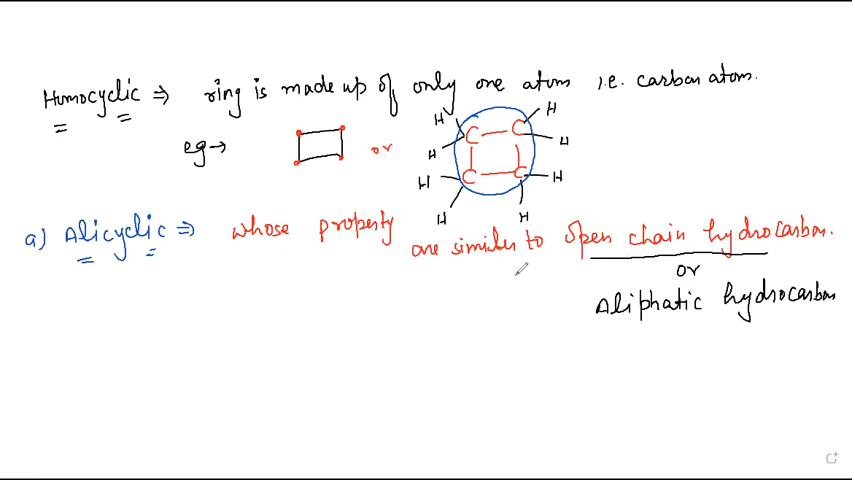 Homocyclic ⇒ ring is made up of only one atom i.e. carbon atom.
eg → or
H H
H C C H
H C C H
H H
a) Alicyclic ⇒ whose property are similar to open chain hydrocarbon.
or
Aliphatic hydrocarbon